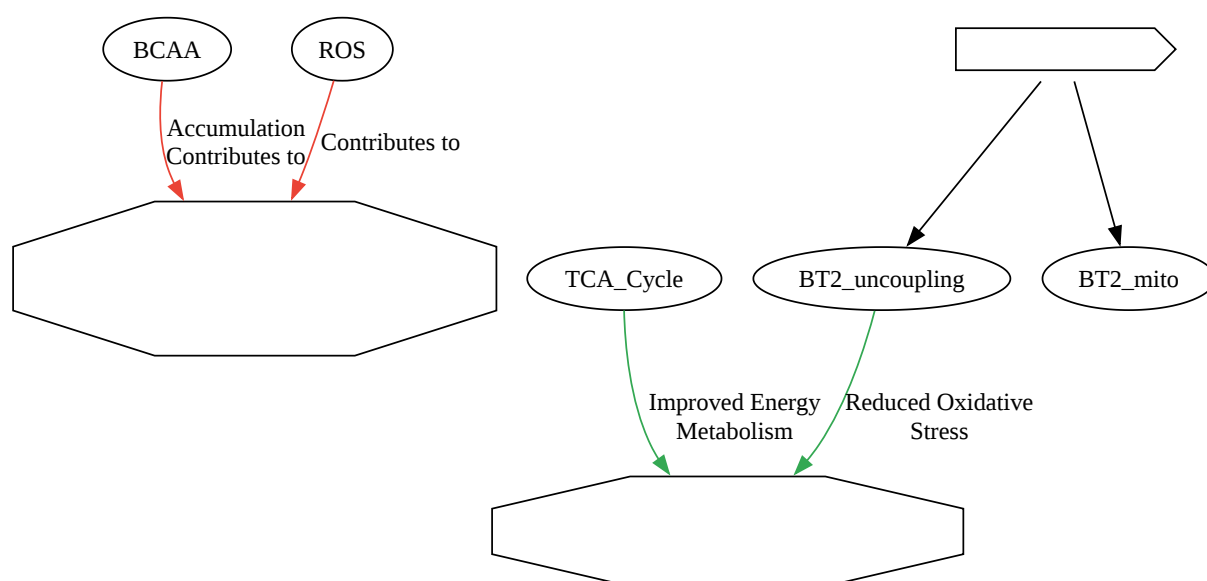 BCAA
ROS
Accumulation
Contributes to
Contributes to
TCA_Cycle
BT2_uncoupling
BT2_mito
Improved Energy
Metabolism
Reduced Oxidative
Stress